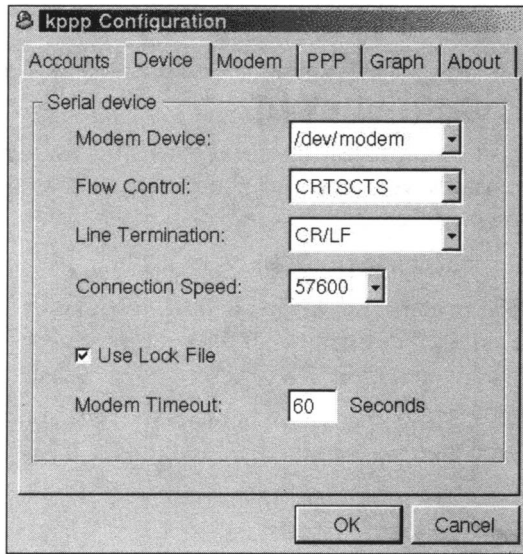 kppp Configuration
Accounts Device Modem PPP Graph About
Serial device
Modem Device: /dev/modem
Flow Control: CRTSCTS
Line Termination: CR/LF
Connection Speed: 57600
Use Lock File
Modem Timeout: 60 Seconds
OK Cancel